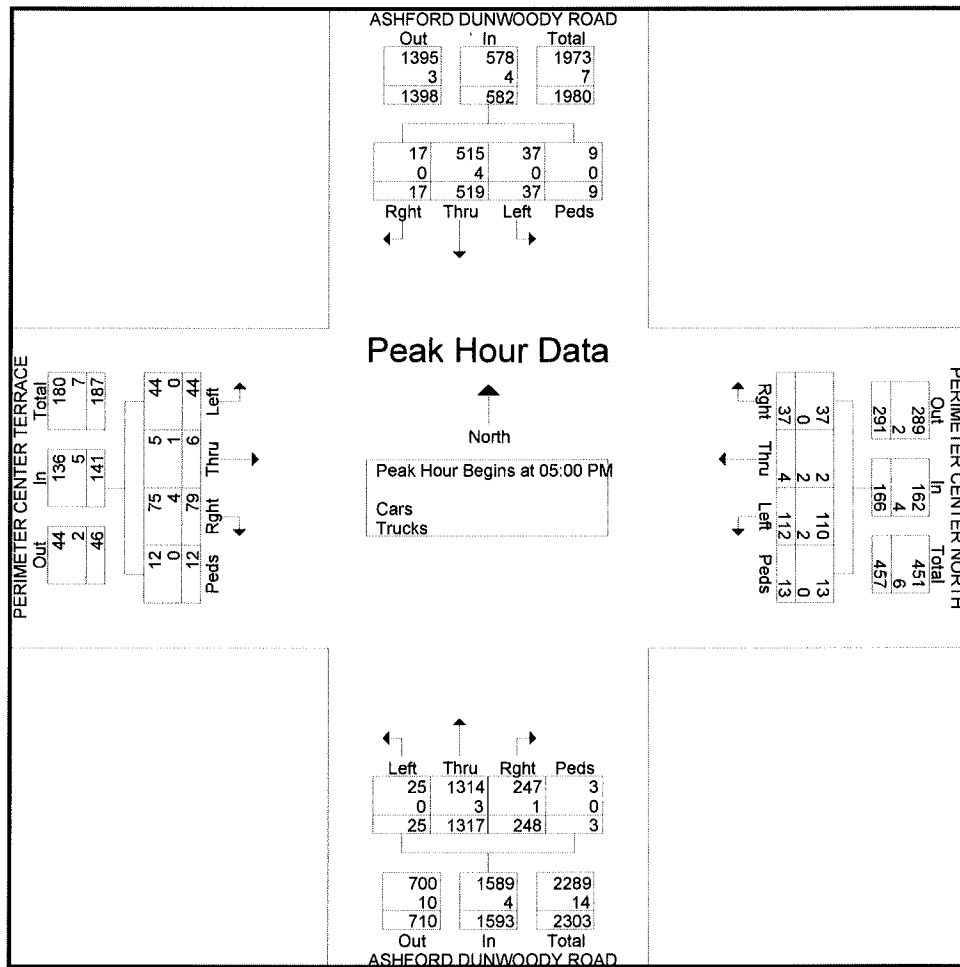 ASHFORD DUNWOODY ROAD
Out In Total
1395 578 1973
3 4 7
1398 582 1980
17 515 37 9
0 4 0 0
17 519 37 9
Rght Thru Left Peds
Peak Hour Data
North
Peak Hour Begins at 05:00 PM
Cars
Trucks
PERIMETER CENTER TERRACE
Out In Total
44 136 180
2 5 7
46 141 187
44 5 75 12
0 1 4 0
44 6 79 12
Left Thru Rght Peds
PERIMETER CENTER NORTH
Out In Total
289 162 451
2 4 6
291 166 457
37 2 110 13
0 2 2 0
37 4 112 13
Rght Thru Left Peds
Left Thru Rght Peds
25 1314 247 3
0 3 1 0
25 1317 248 3
700 1589 2289
10 4 14
710 1593 2303
Out In Total
ASHFORD DUNWOODY ROAD